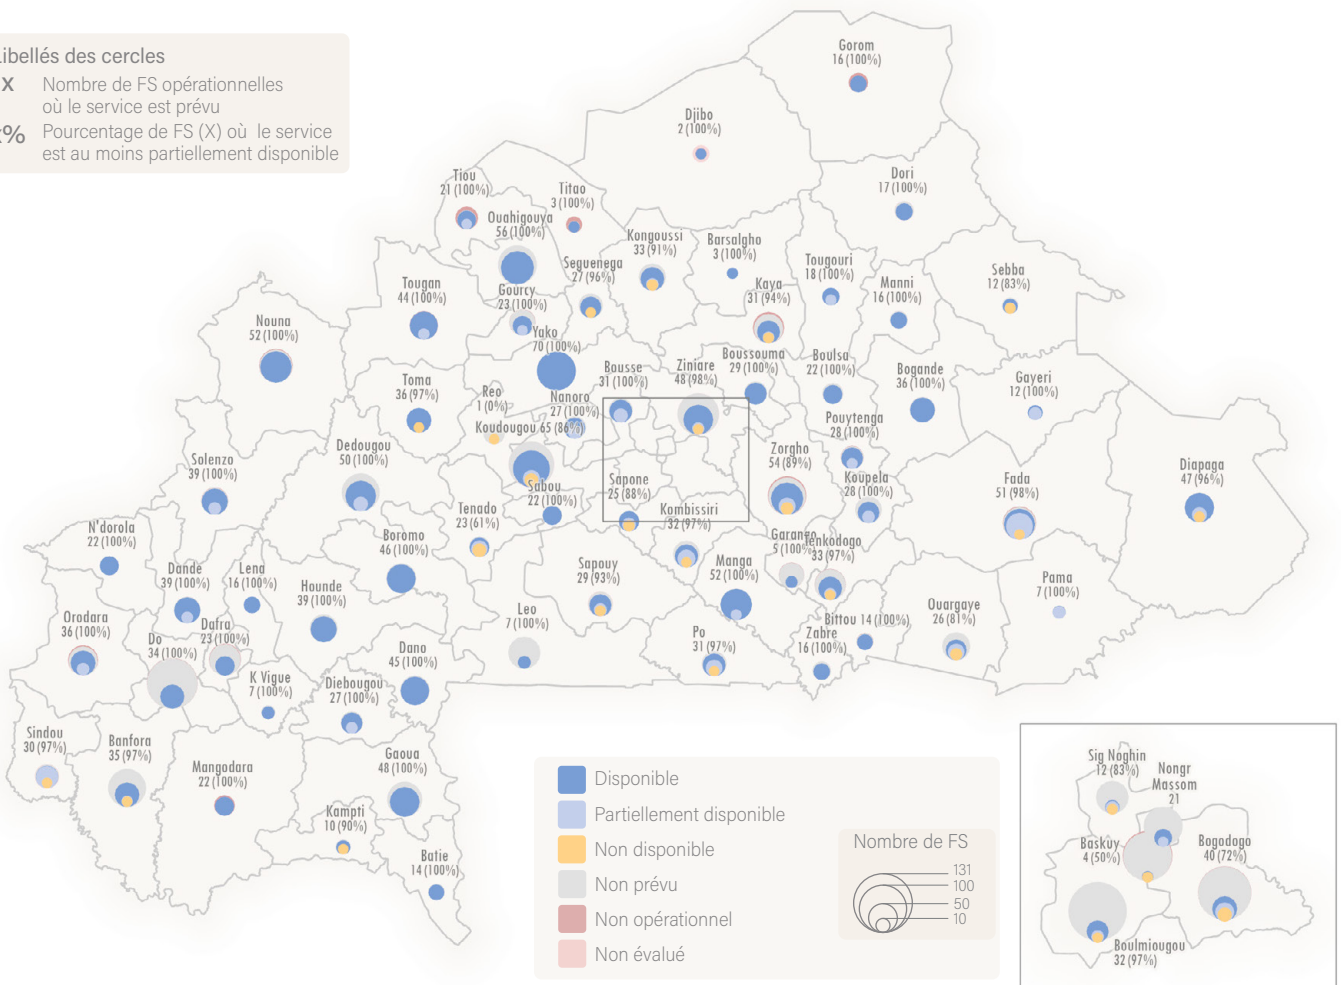 Libellés des cercles
X Nombre de FS opérationnelles
où le service est prévu
% Pourcentage de FS (X) où le service
est au moins partiellement disponible
Gorom
16 (100%)
Djibo
2 (100%)
Dori
17 (100%)
Tiou
21 (100%)
Titao
3 (100%)
Ouahigouya
56 (100%)
Kongoussi
33 (91%)
Barsalgho
3 (100%)
Seguenega
27 (96%)
Tougouri
18 (100%)
Sebba
12 (83%)
Tougan
44 (100%)
Gourcy
23 (100%)
Kaya
31 (94%)
Manni
16 (100%)
Nouna
52 (100%)
Yako
70 (100%)
Bousse
31 (100%)
Ziniare
48 (98%)
Boussouma
29 (100%)
Boulsa
22 (100%)
Bogande
36 (100%)
Gayeri
12 (100%)
Toma
36 (97%)
Reo
1 (0%)
Nanoro
27 (100%)
Koudougou 65 (86%)
Pouytenga
28 (100%)
Dedougou
50 (100%)
Solenzo
39 (100%)
Zorgho
54 (89%)
Diapaga
47 (96%)
Sabou
22 (100%)
Sapone
25 (88%)
Koupela
28 (100%)
Fada
51 (98%)
Tenado
23 (61%)
Kombissiri
32 (97%)
N'dorola
22 (100%)
Boromo
46 (100%)
Garango
5 (100%)
Tenkodogo
33 (97%)
Dande
39 (100%)
Lena
16 (100%)
Hounde
39 (100%)
Sapouy
29 (93%)
Manga
52 (100%)
Pama
7 (100%)
Orodara
36 (100%)
Dafra
23 (100%)
Do
34 (100%)
Leo
7 (100%)
Ouargaye
26 (81%)
Bittou 14 (100%)
Po
31 (97%)
Zabre
16 (100%)
Dano
45 (100%)
K Vigue
7 (100%)
Diebougou
27 (100%)
Sindou
30 (97%)
Banfora
35 (97%)
Mangodara
22 (100%)
Gaoua
48 (100%)
Kampti
10 (90%)
Batie
14 (100%)
Disponible
Partiellement disponible
Non disponible
Non prévu
Non opérationnel
Non évalué
Nombre de FS
131
100
50
10
Sig Noghin
12 (83%)
Nongr
Massom
21
Baskuy
4 (50%)
Bogodogo
40 (72%)
Boulmiougou
32 (97%)